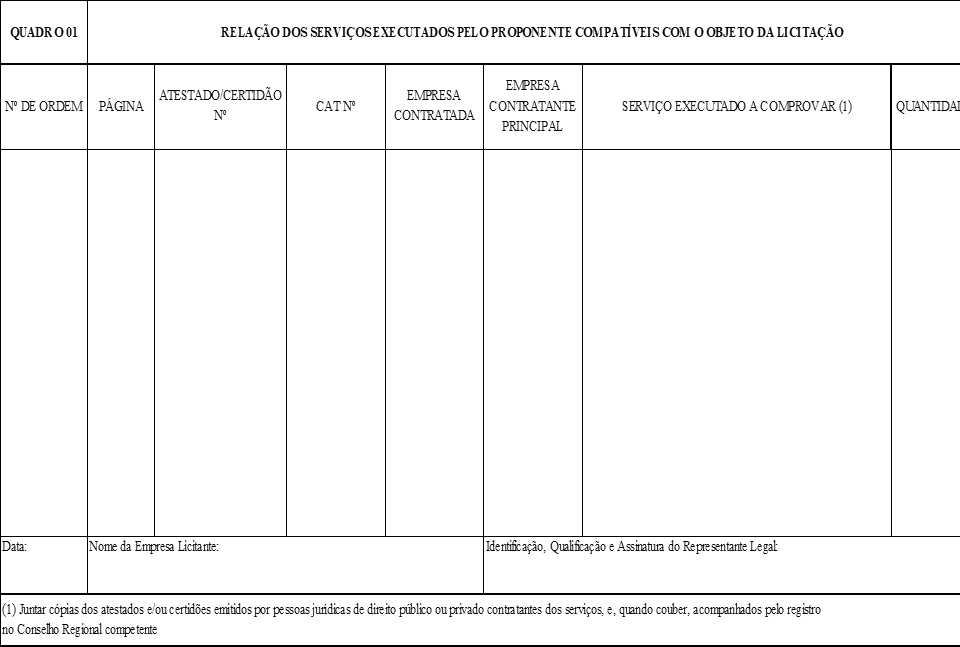 QUADRO 01
RELAÇÃO DOS SERVIÇOS EXECUTADOS PELO PROPONENTE COMPATÍVEIS COM O OBJETO DA LICITAÇÃO
Nº DE ORDEM
PÁGINA
ATESTADO/CERTIDÃO
Nº
CAT Nº
EMPRESA
CONTRATADA
EMPRESA
CONTRATANTE
PRINCIPAL
SERVIÇO EXECUTADO A COMPROVAR (1)
QUANTIDA
Data:
Nome da Empresa Licitante:
Identificação, Qualificação e Assinatura do Representante Legal:
(1) Juntar cópias dos atestados e/ou certidões emitidos por pessoas jurídicas de direito público ou privado contratantes dos serviços, e, quando couber, acompanhados pelo registro
no Conselho Regional competente